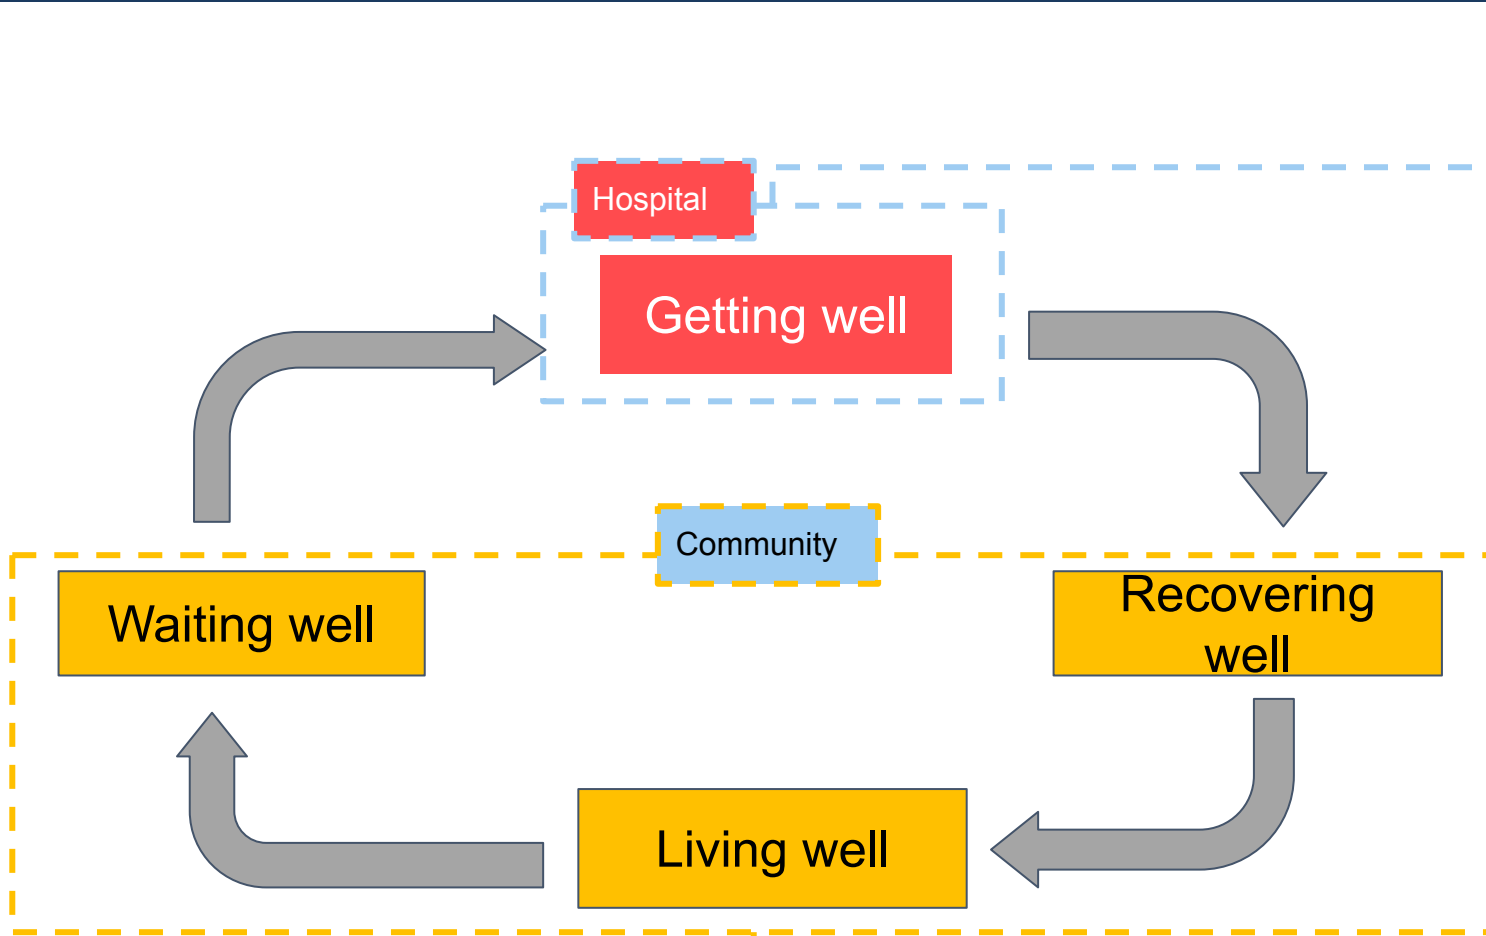 Hospital
Getting well
Community
Waiting well
Recovering
well
Living well